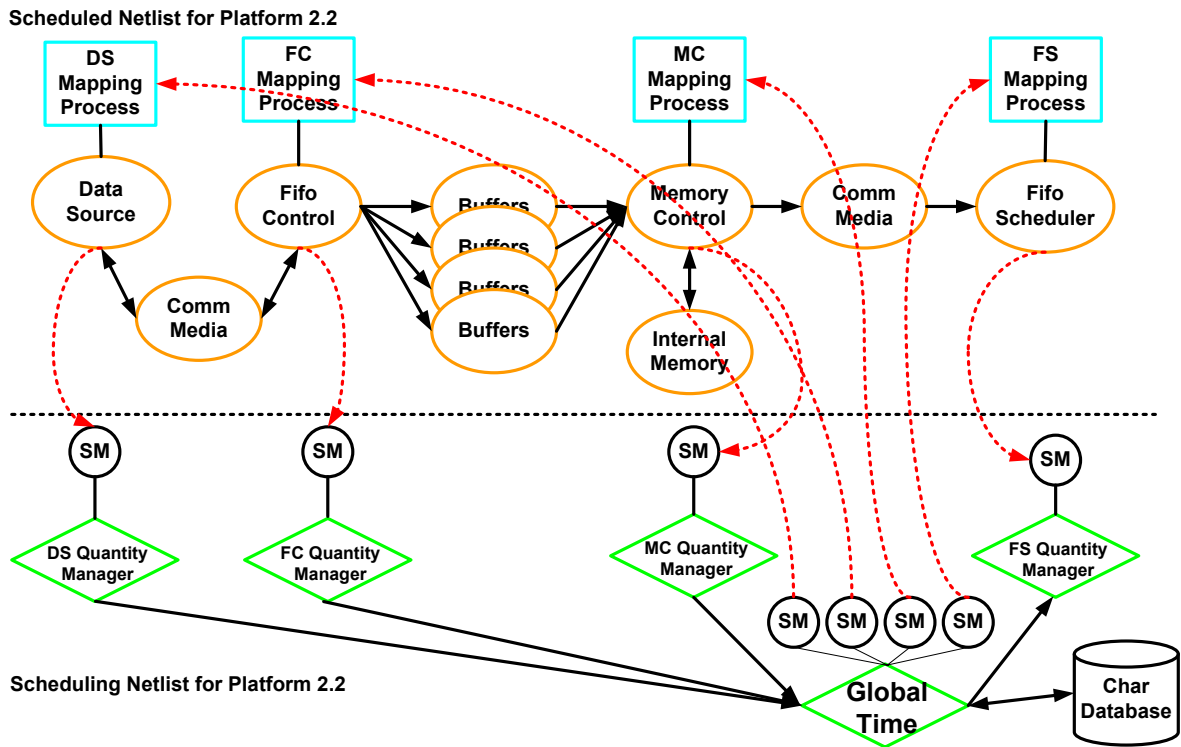 Scheduled Netlist for Platform 2.2
DS
Mapping
Process
FC
Mapping
Process
MC
Mapping
Process
FS
Mapping
Process
Data
Source
Fifo
Control
Buffers
Buffers
Buffers
Buffers
Memory
Control
Comm
Media
Fifo
Scheduler
Comm
Media
Internal
Memory
SM
SM
SM
SM
DS Quantity
Manager
FC Quantity
Manager
MC Quantity
Manager
FS Quantity
Manager
SM
SM
SM
SM
Scheduling Netlist for Platform 2.2
Global
Time
Char
Database